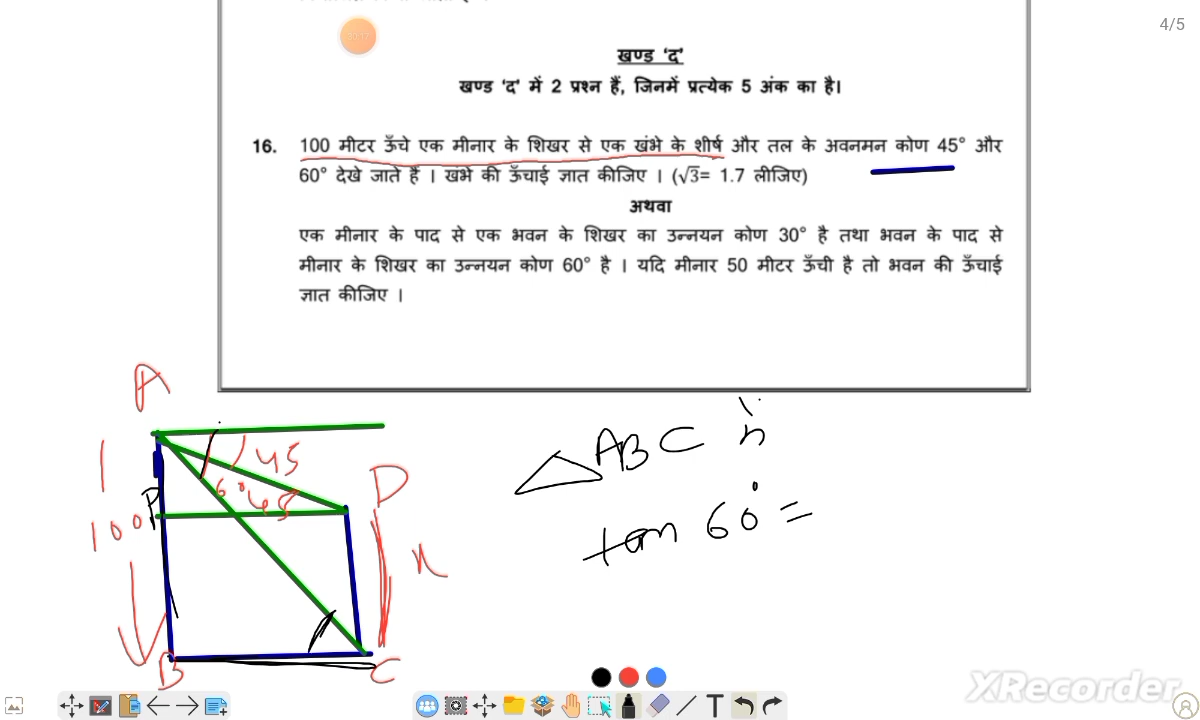 4/5
खण्ड 'द'
खण्ड 'द' में 2 प्रश्न हैं, जिनमें प्रत्येक 5 अंक का है।
16. 100 मीटर ऊँचे एक मीनार के शिखर से एक खंभे के शीर्ष और तल के अवनमन कोण 45° और
60° देखे जाते हैं । खंभे की ऊँचाई ज्ञात कीजिए । (√3= 1.7 लीजिए)
अथवा
एक मीनार के पाद से एक भवन के शिखर का उन्नयन कोण 30° है तथा भवन के पाद से
मीनार के शिखर का उन्नयन कोण 60° है । यदि मीनार 50 मीटर ऊँची है तो भवन की ऊँचाई
ज्ञात कीजिए ।
A
45
60
45
D
P
100
x
B
C
△ABC में
tan 60° =
XRecorder